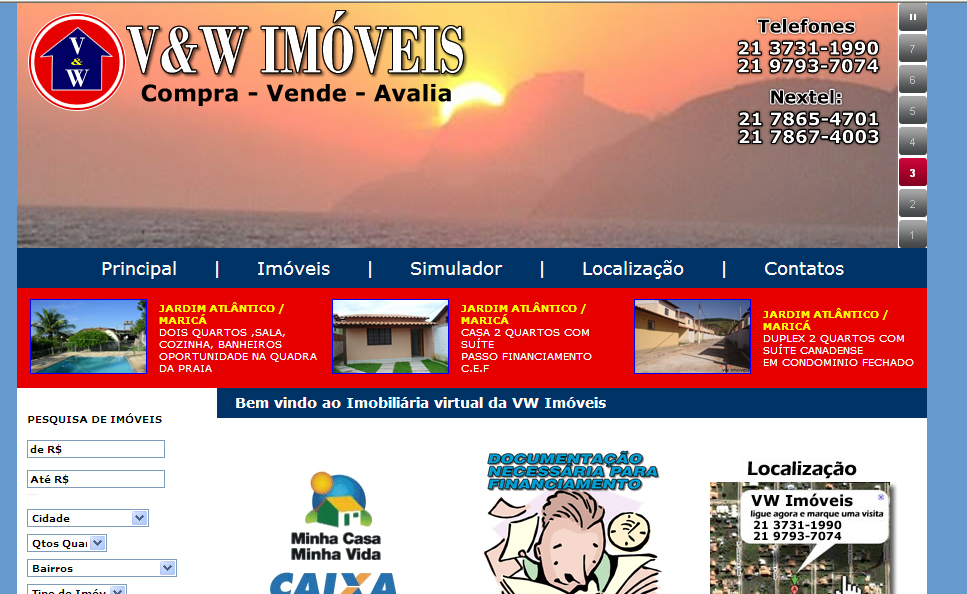 V
&
W
V&W IMÓVEIS
Compra - Vende - Avalia
Telefones
21 3731-1990
21 9793-7074
Nextel:
21 7865-4701
21 7867-4003
7
6
5
4
3
2
1
Principal | Imóveis | Simulador | Localização | Contatos
JARDIM ATLÂNTICO /
MARICÁ
DOIS QUARTOS ,SALA,
COZINHA, BANHEIROS
OPORTUNIDADE NA QUADRA
DA PRAIA
JARDIM ATLÂNTICO /
MARICÁ
CASA 2 QUARTOS COM
SUÍTE
PASSO FINANCIAMENTO
C.E.F
vw imoveis
JARDIM ATLÂNTICO /
MARICÁ
DUPLEX 2 QUARTOS COM
SUÍTE CANADENSE
EM CONDOMINIO FECHADO
Bem vindo ao Imobiliária virtual da VW Imóveis
PESQUISA DE IMÓVEIS
de R$
Até R$
Cidade
Qtos Quar
Bairros
Tipo de Imóv
Minha Casa
Minha Vida
CAIXA
DOCUMENTAÇÃO
NECESSÁRIA PARA
FINANCIAMENTO
Localização
VW Imóveis
ligue agora e marque uma visita
21 3731-1990
21 9793-7074